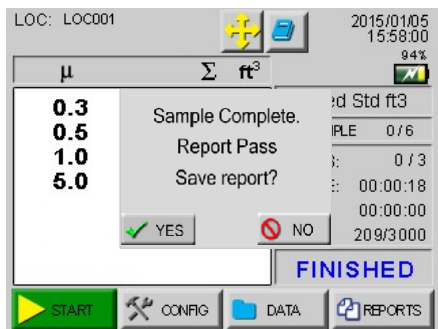 LOC: LOC001
2015/01/05
15:58:00
94%
μ Σ ft³
0.3
0.5
1.0
5.0
Sample Complete.
Report Pass
Save report?
YES NO
Std ft3
0/6
0/3
00:00:18
00:00:00
209/3000
FINISHED
START CONFIG DATA REPORTS